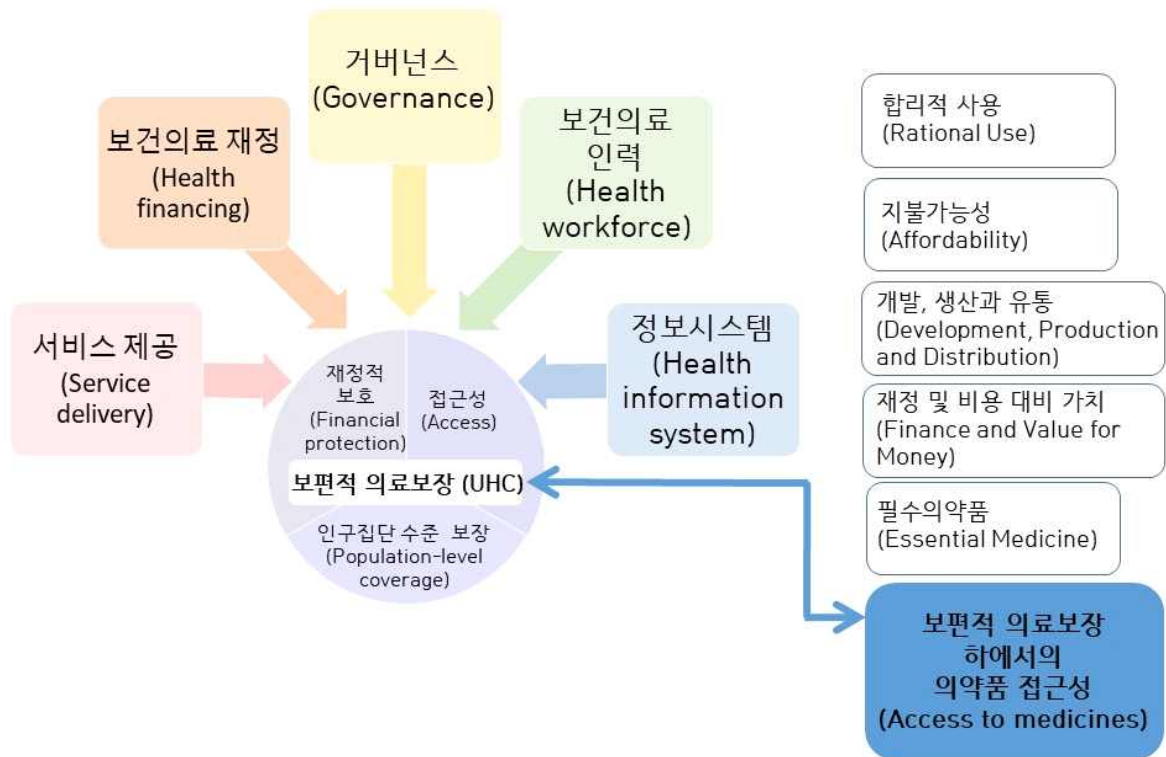 거버넌스
(Governance)
보건의료 재정
(Health
financing)
보건의료
인력
(Health
workforce)
서비스 제공
(Service
delivery)
정보시스템
(Health
information
system)
재정적
보호
(Financial
protection)
접근성
(Access)
보편적 의료보장 (UHC)
인구집단 수준 보장
(Population-level
coverage)
합리적 사용
(Rational Use)
지불가능성
(Affordability)
개발, 생산과 유통
(Development, Production
and Distribution)
재정 및 비용 대비 가치
(Finance and Value for
Money)
필수의약품
(Essential Medicine)
보편적 의료보장
하에서의
의약품 접근성
(Access to medicines)